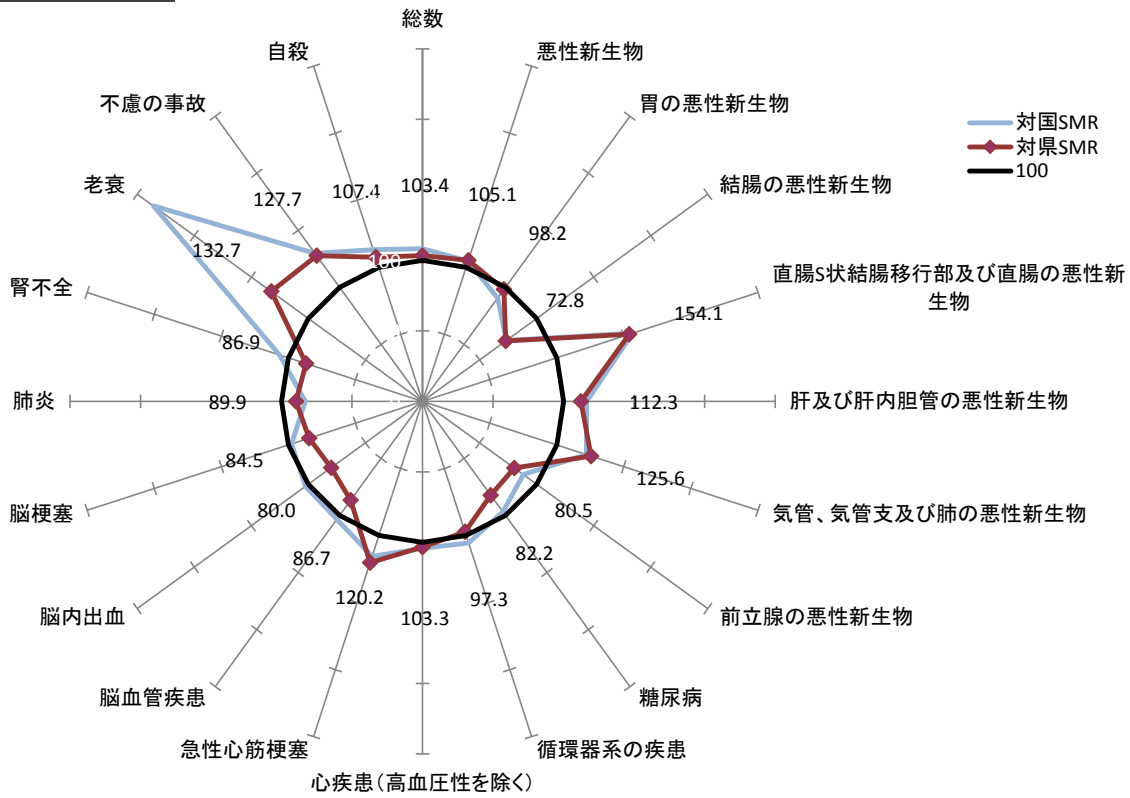 総数
悪性新生物
胃の悪性新生物
結腸の悪性新生物
直腸S状結腸移行部及び直腸の悪性新
生物
肝及び肝内胆管の悪性新生物
気管、気管支及び肺の悪性新生物
前立腺の悪性新生物
糖尿病
循環器系の疾患
心疾患(高血圧性を除く)
急性心筋梗塞
脳血管疾患
脳内出血
脳梗塞
肺炎
腎不全
老衰
不慮の事故
自殺
103.4
105.1
98.2
72.8
154.1
112.3
125.6
80.5
82.2
97.3
103.3
120.2
86.7
80.0
84.5
89.9
86.9
132.7
127.7
107.4
100
対国SMR
対県SMR
100